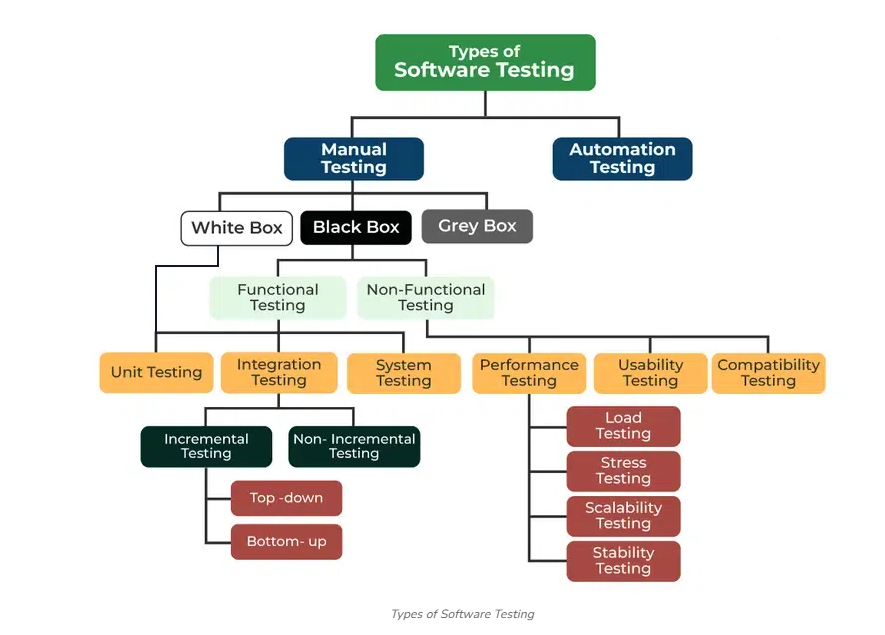 Types of
Software Testing
Manual
Testing
Automation
Testing
White Box
Black Box
Grey Box
Functional
Testing
Non-Functional
Testing
Unit Testing
Integration
Testing
System
Testing
Performance
Testing
Usability
Testing
Compatibility
Testing
Incremental
Testing
Non- Incremental
Testing
Top -down
Bottom- up
Load
Testing
Stress
Testing
Scalability
Testing
Stability
Testing
Types of Software Testing